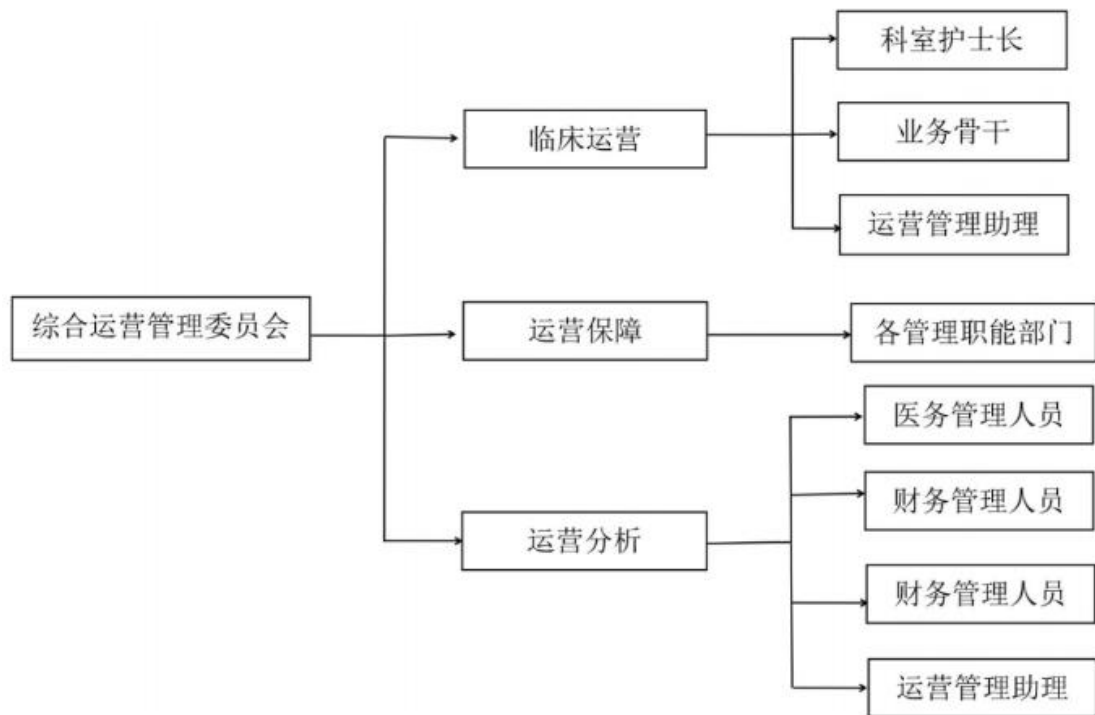 综合运营管理委员会
临床运营
科室护士长
业务骨干
运营管理助理
运营保障
各管理职能部门
运营分析
医务管理人员
财务管理人员
财务管理人员
运营管理助理